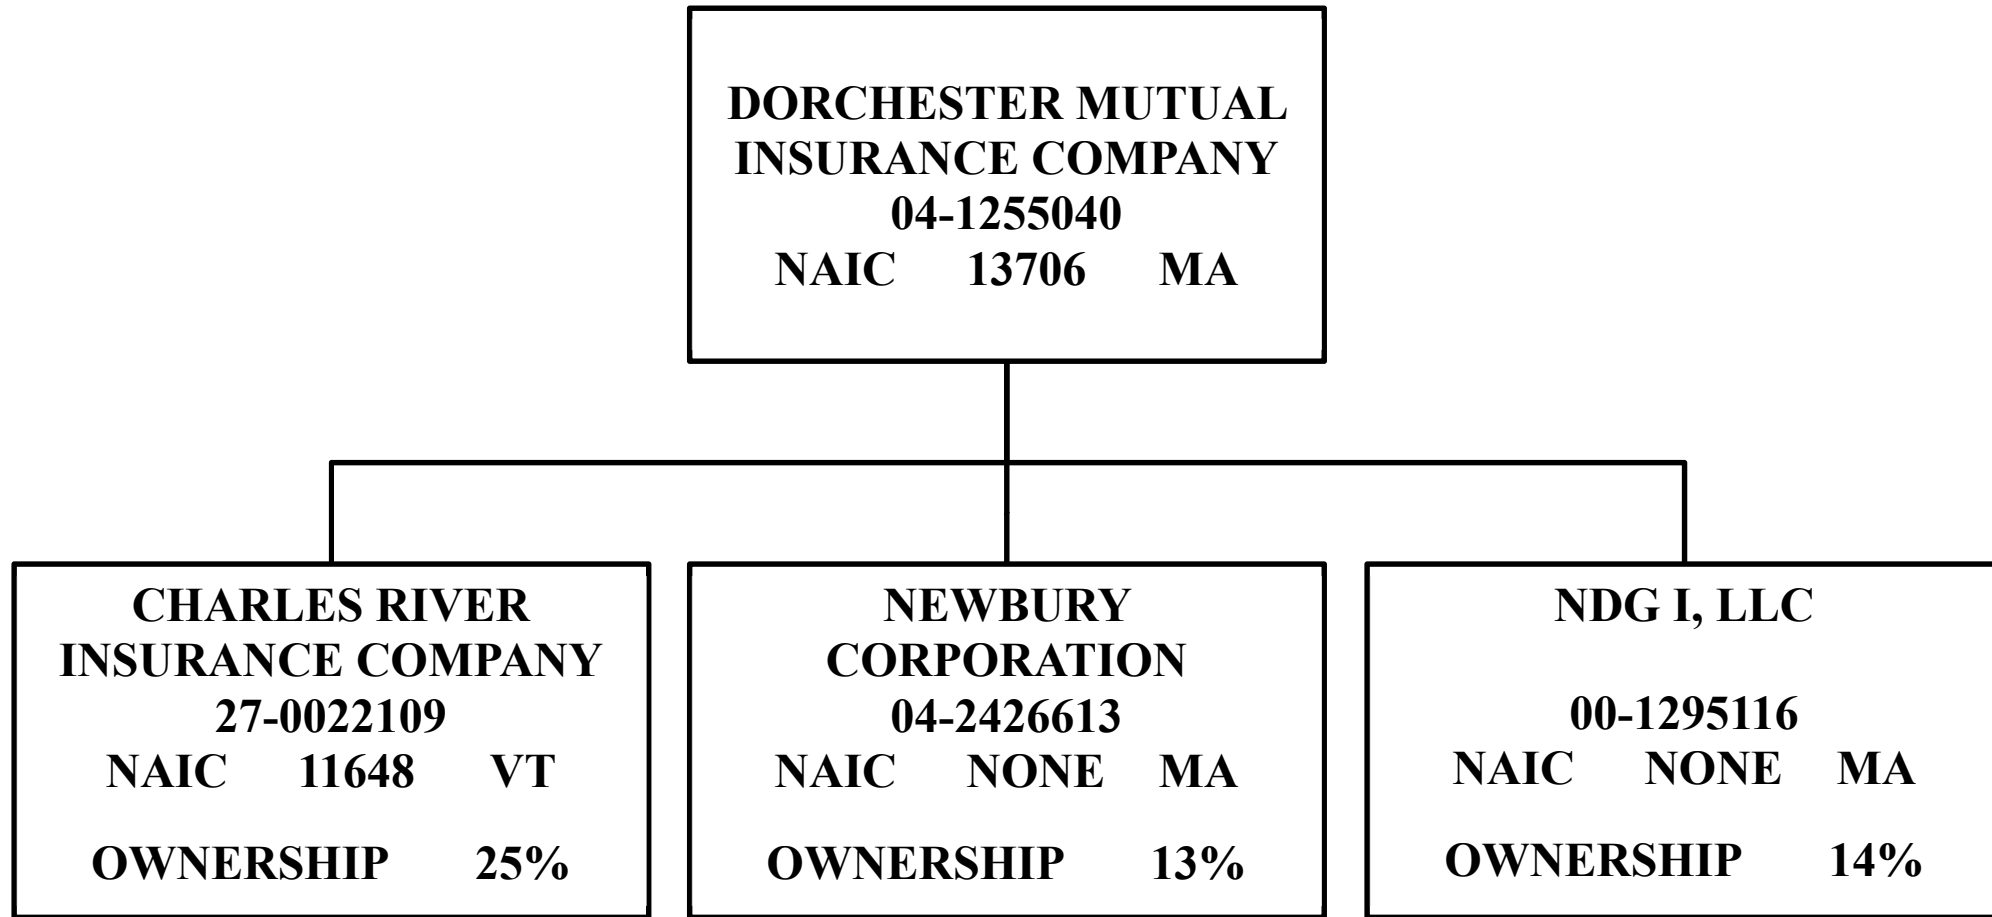 DORCHESTER MUTUAL
INSURANCE COMPANY
04-1255040
NAIC 13706 MA
CHARLES RIVER
INSURANCE COMPANY
27-0022109
NAIC 11648 VT
OWNERSHIP 25%
NEWBURY
CORPORATION
04-2426613
NAIC NONE MA
OWNERSHIP 13%
NDG I, LLC
00-1295116
NAIC NONE MA
OWNERSHIP 14%